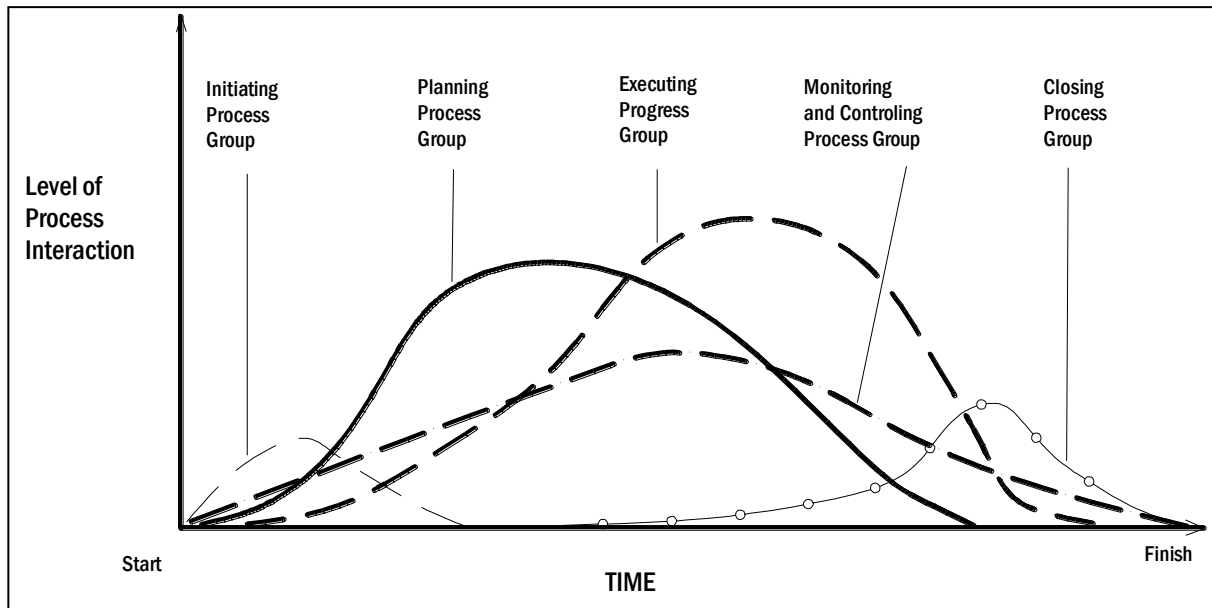 Initiating
Process
Group
Planning
Process
Group
Executing
Progress
Group
Monitoring
and Controling
Process Group
Closing
Process
Group
Level of
Process
Interaction
Start
Finish
TIME